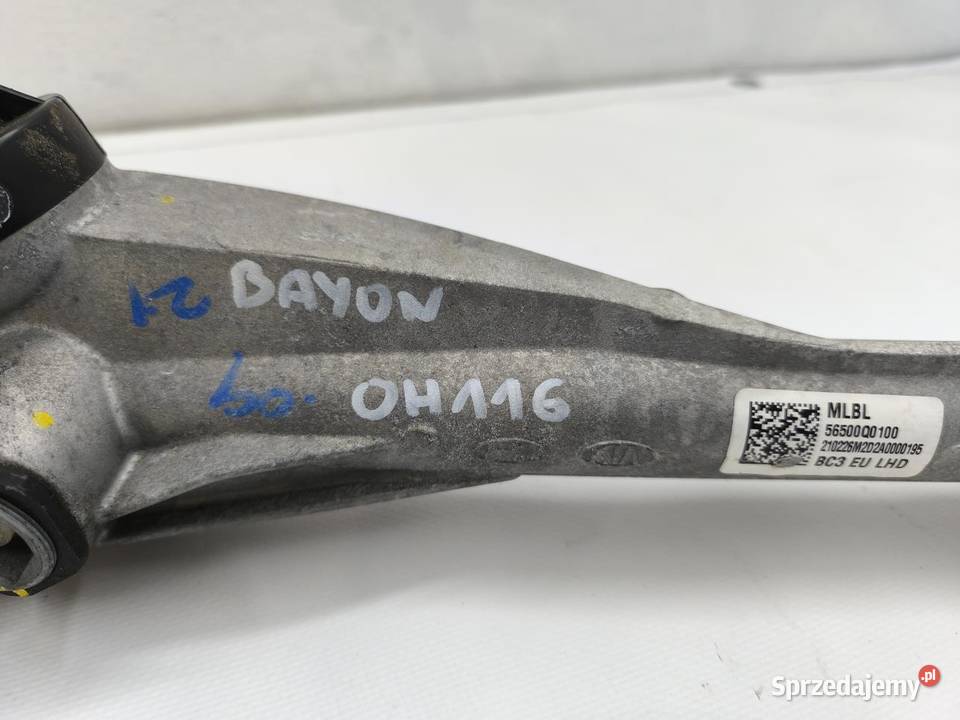 BAYON
OH116
MLBL
56500Q0100
210226M2D2A0000195
BC3 EU LHD
Sprzedajemy.pl